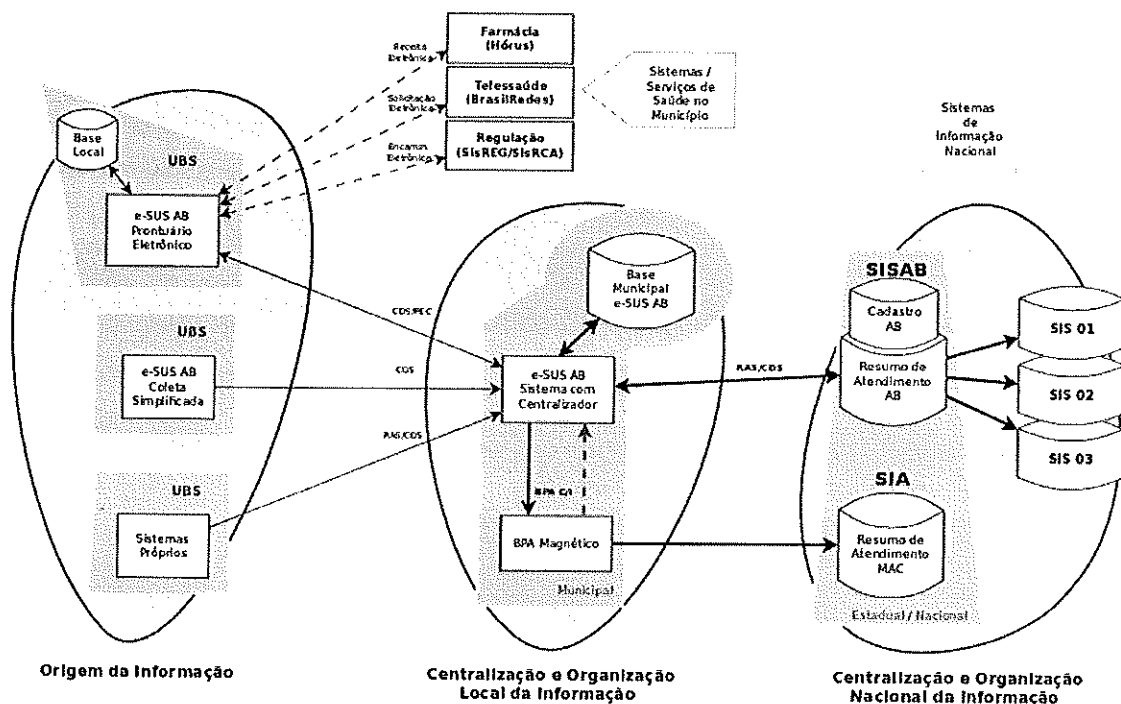 Farmácia
(Hórus)
Receita
Eletrônica
Telessaúde
(BrasilRedes)
Solicitação
Eletrônica
Regulação
(SisREG/SisRCA)
Encamin.
Eletrônico
Sistemas /
Serviços de
Saúde no
Município
Sistemas
de
Informação
Nacional
Base
Local
UBS
e-SUS AB
Prontuário
Eletrônico
CDS/PEC
UBS
e-SUS AB
Coleta
Simplificada
CDS
UBS
Sistemas
Próprios
RAS/CDS
Base
Municipal
e-SUS AB
e-SUS AB
Sistema com
Centralizador
RAS/CDS
BPA C/I
BPA Magnético
Municipal
SISAB
Cadastro
AB
Resumo de
Atendimento
AB
SIS 01
SIS 02
SIS 03
SIA
Resumo de
Atendimento
MAC
Estadual / Nacional
Origem da Informação
Centralização e Organização
Local da Informação
Centralização e Organização
Nacional da Informação